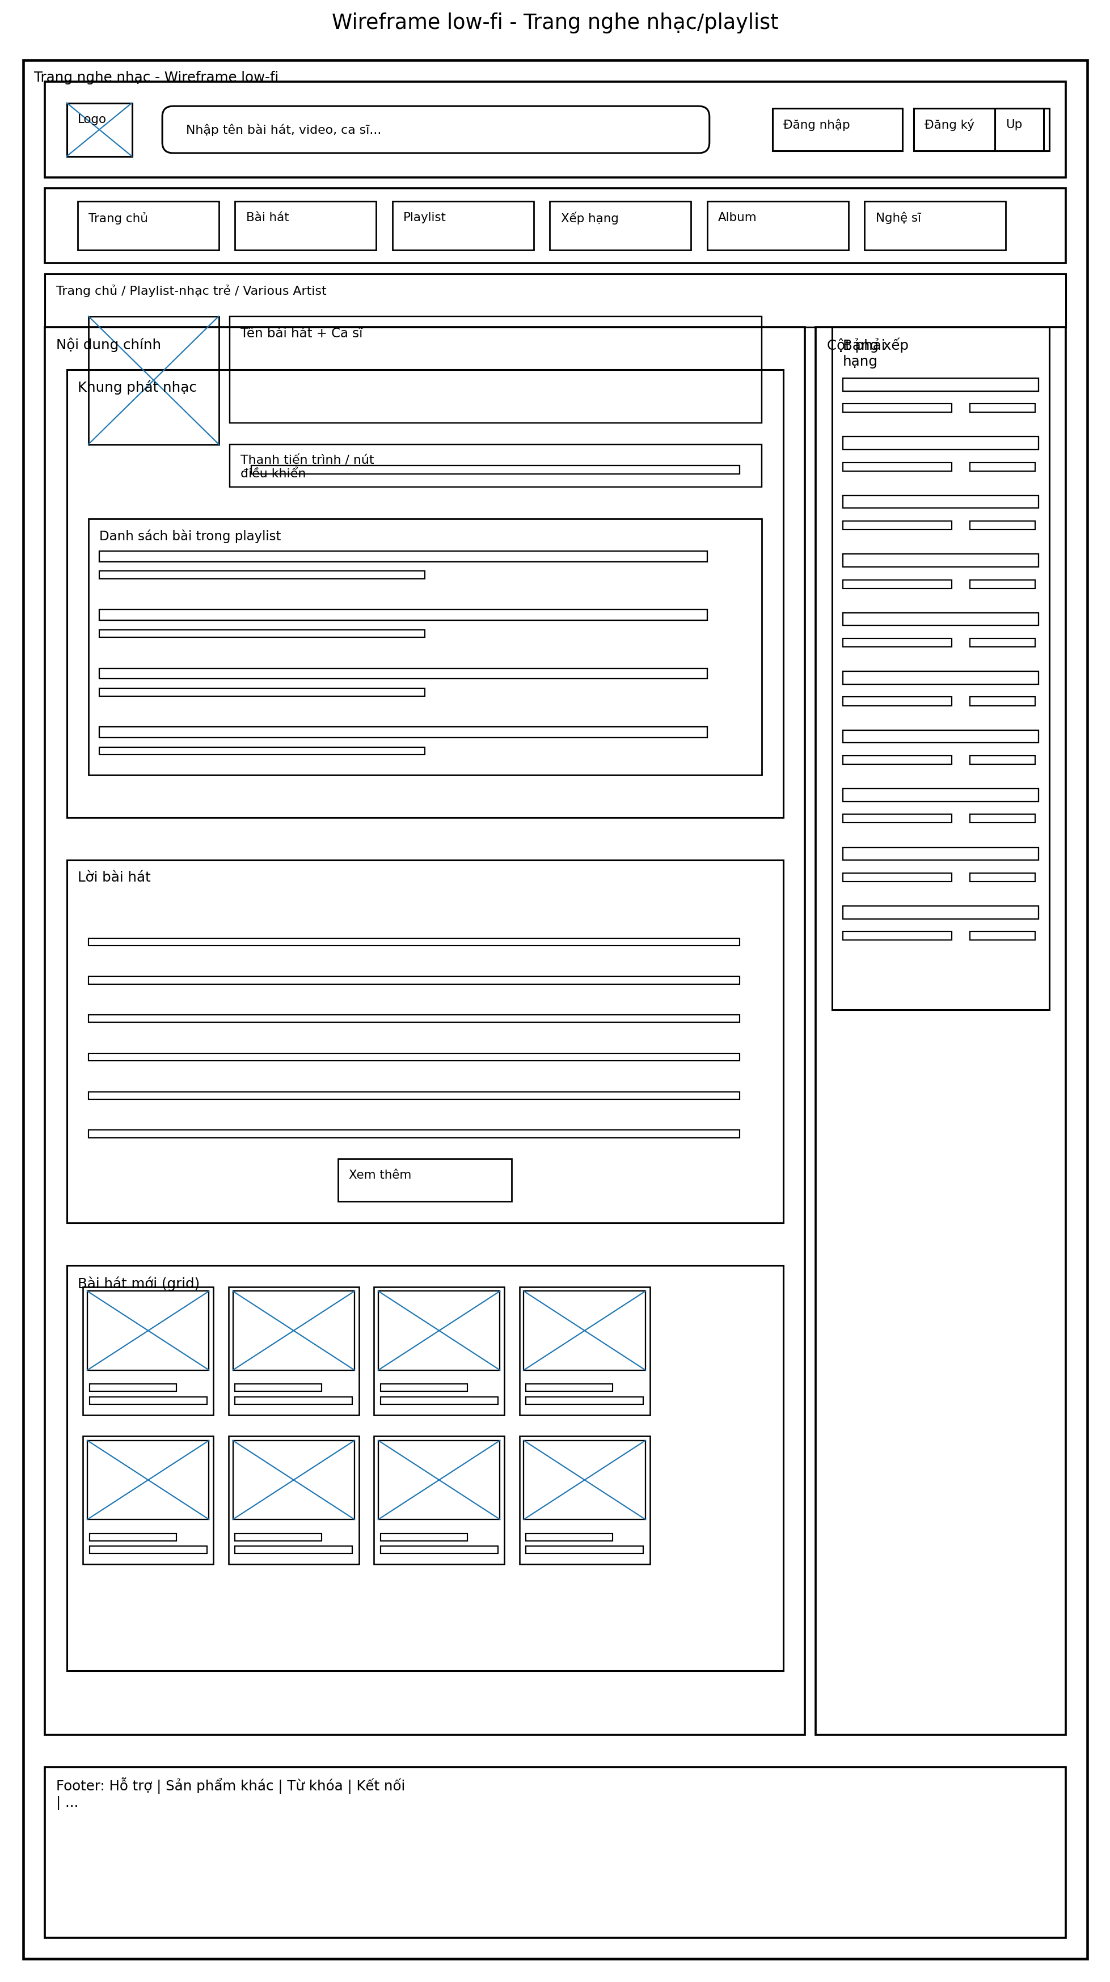 Wireframe low-fi - Trang nghe nhạc/playlist
Trang nghe nhạc - Wireframe low-fi
Logo
Nhập tên bài hát, video, ca sĩ...
Đăng nhập
Đăng ký
Up
Trang chủ
Bài hát
Playlist
Xếp hạng
Album
Nghệ sĩ
Trang chủ / Playlist-nhạc trẻ / Various Artist
Nội dung chính
Tên bài hát + Ca sĩ
Khung phát nhạc
Thanh tiến trình / nút
điều khiển
Danh sách bài trong playlist
Cột phải
Bảng xếp
hạng
Lời bài hát
Xem thêm
Bài hát mới (grid)
Footer: Hỗ trợ | Sản phẩm khác | Từ khóa | Kết nối
| ...